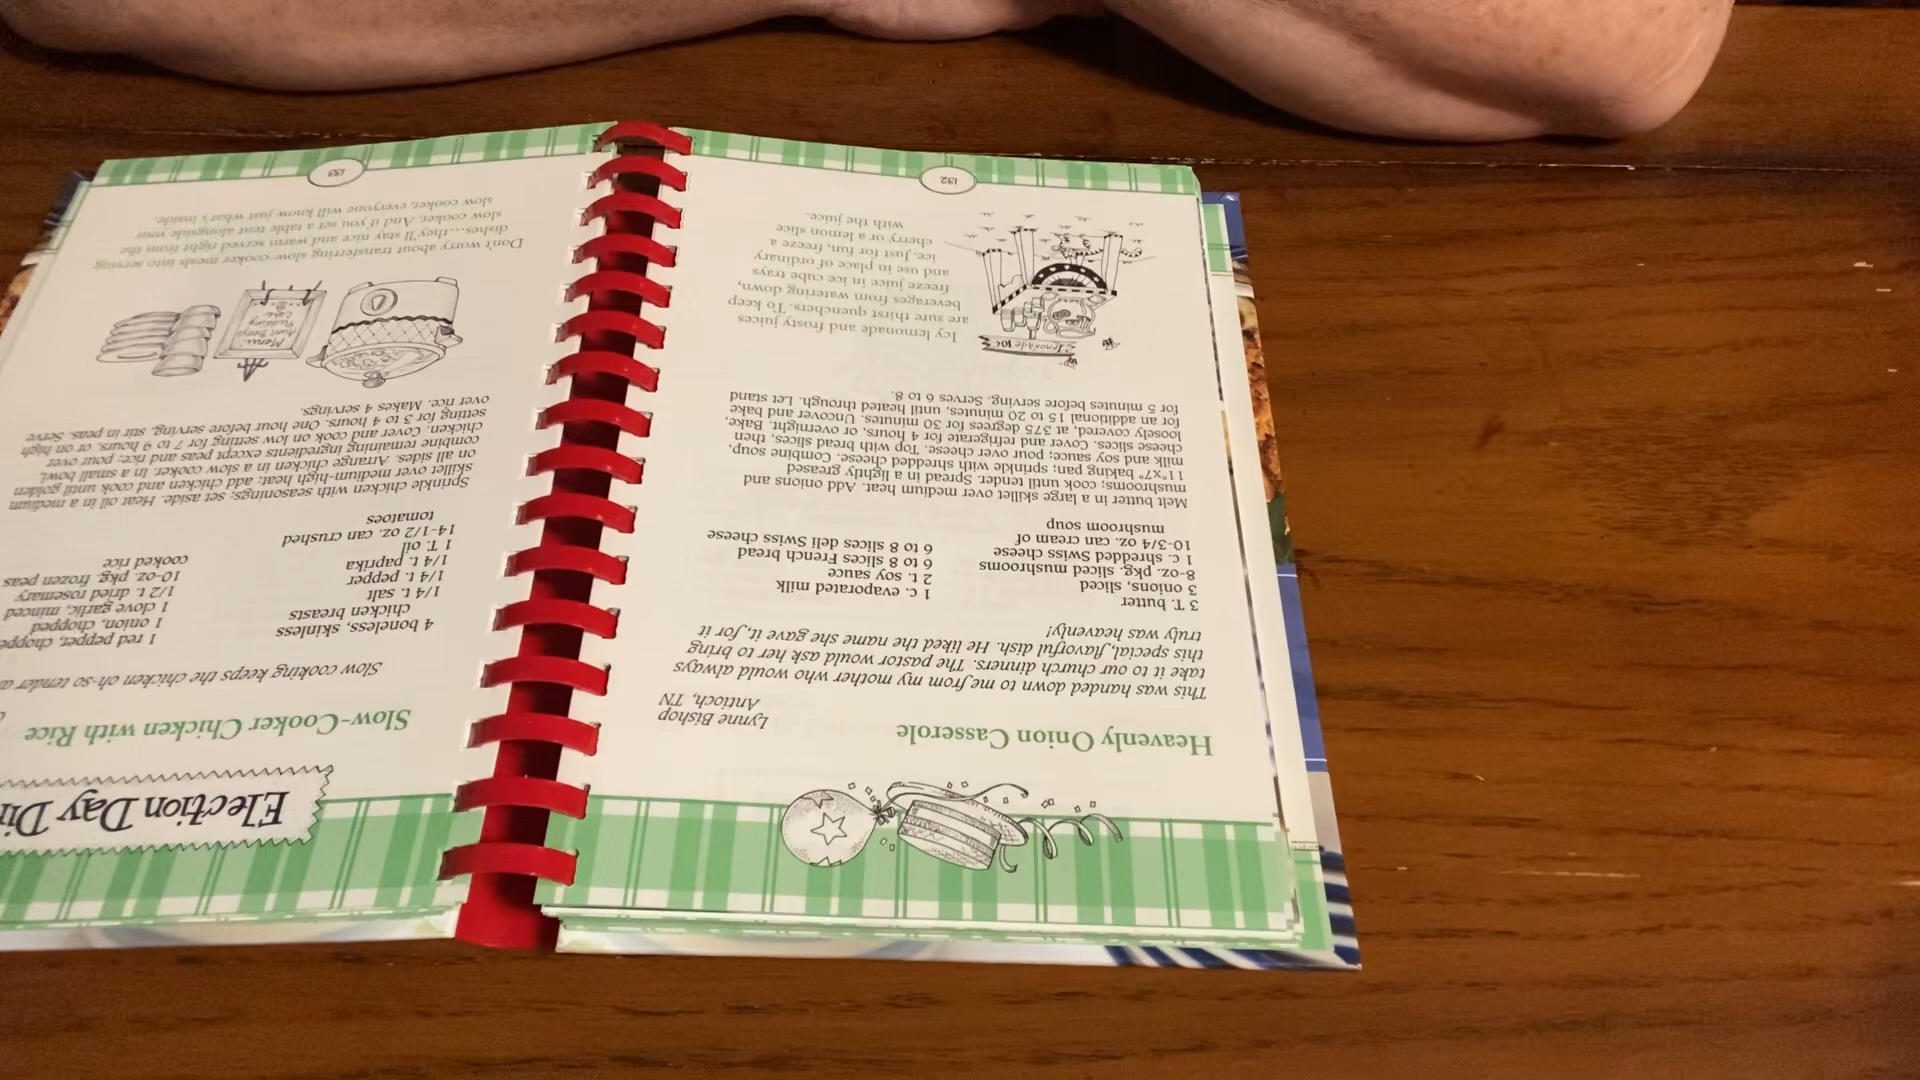 Heavenly Onion Casserole
Lynne Bishop
Antioch, TN
This was handed down to me from my mother who would always
take it to our church dinners. The pastor would ask her to bring
this special, flavorful dish. He liked the name she gave it, for it
truly was heavenly!
3 T. butter
3 onions, sliced
8-oz. pkg. sliced mushrooms
1 c. shredded Swiss cheese
10-3/4 oz. can cream of
mushroom soup
1 c. evaporated milk
2 t. soy sauce
6 to 8 slices French bread
6 to 8 slices Swiss deli cheese
Melt butter in a large skillet over medium heat. Add onions and
mushrooms; cook until tender. Spread in a lightly greased
11"x7" baking pan; sprinkle with shredded cheese. Combine soup,
milk and soy sauce; pour over cheese. Top with bread slices, then
cheese slices. Cover and refrigerate for 4 hours, or overnight. Bake,
loosely covered, at 375 degrees for 30 minutes. Uncover and bake
for an additional 15 to 20 minutes, until heated through. Let stand
for 5 minutes before serving. Serves 6 to 8.
lemonade 10¢
Icy lemonade and frosty juices
are sure thirst quenchers. To keep
beverages from watering down,
freeze juice in ice cube trays
and use in place of ordinary
ice. Just for fun, freeze a
cherry or a lemon slice
with the juice.
132
Election Day Di
Slow-Cooker Chicken with Rice
Slow cooking keeps the chicken oh-so tender
4 boneless, skinless
chicken breasts
1/4 t. salt
1/4 t. pepper
1/4 t. paprika
1 T. oil
14-1/2 oz. can crushed
tomatoes
1 red pepper, choppe
1 onion, chopped
1 clove garlic, minced
1/2 t. dried rosemary
10-oz. pkg. frozen peas
cooked rice
Sprinkle chicken with seasonings; set aside. Heat oil in a medium
skillet over medium-high heat; add chicken and cook until golden
on all sides. Arrange chicken in a slow cooker. In a small bowl,
combine remaining ingredients except peas and rice; pour over
chicken. Cover and cook on low setting for 7 to 9 hours, or on high
setting for 3 to 4 hours. One hour before serving, stir in peas. Serve
over rice. Makes 4 servings.
Menu:
Aunt Betty's
Pudding
Cake
Don't worry about transferring slow-cooker meals into serving
dishes...they'll stay nice and warm served right from the
slow cooker. And if you set a table tent alongside your
slow cooker, everyone will know just what's inside.
133